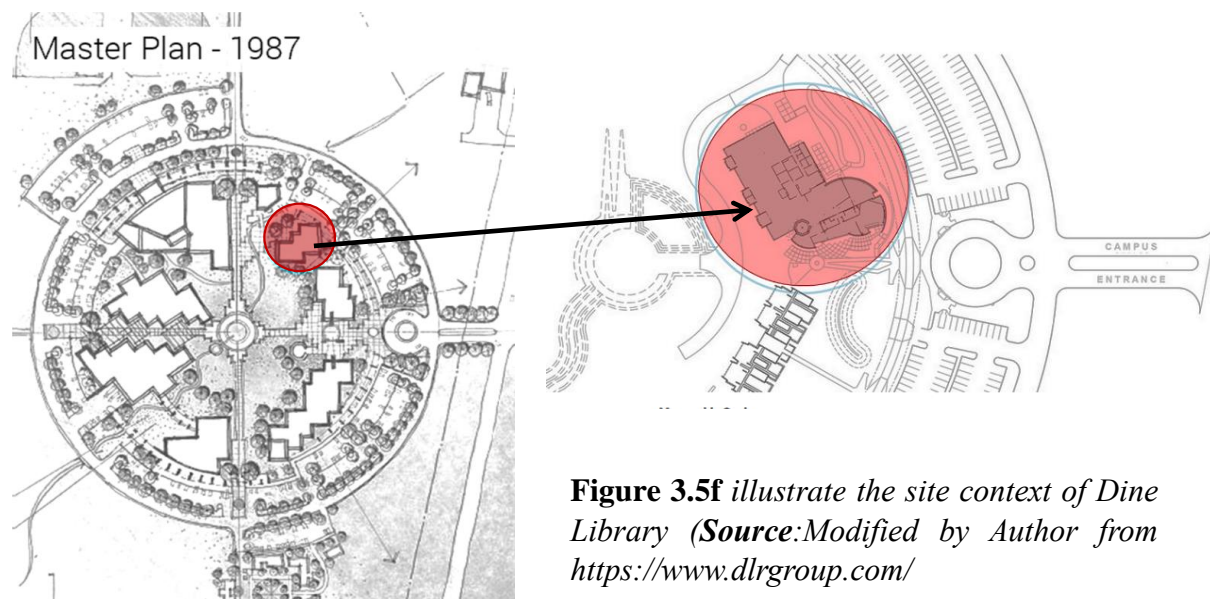 Master Plan - 1987
CAMPUS
ENTRANCE
Figure 3.5f illustrate the site context of Dine
Library (Source:Modified by Author from
https://www.dlrgroup.com/